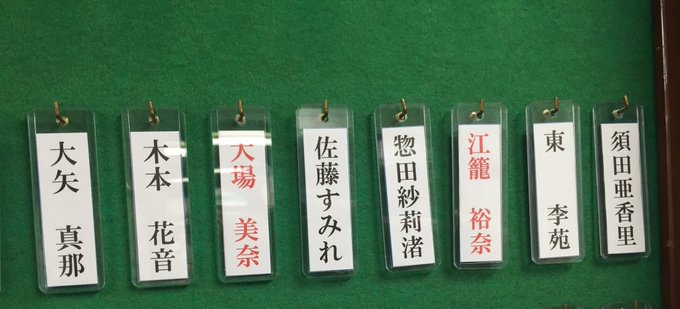 須田亜香里
東 李苑
江籠 裕奈
惣田紗莉渚
佐藤すみれ
大場 美奈
木本 花音
大矢 真那